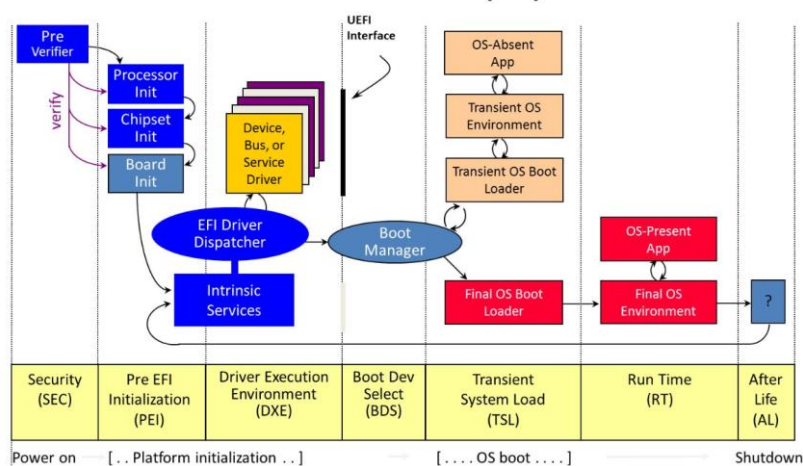 UEFI
Interface
Pre
Verifier
verify
Processor
Init
Chipset
Init
Board
Init
Device,
Bus, or
Service
Driver
EFI Driver
Dispatcher
Intrinsic
Services
Boot
Manager
OS-Absent
App
Transient OS
Environment
Transient OS Boot
Loader
Final OS Boot
Loader
OS-Present
App
Final OS
Environment
?
Security
(SEC)
Pre EFI
Initialization
(PEI)
Driver Execution
Environment
(DXE)
Boot Dev
Select
(BDS)
Transient
System Load
(TSL)
Run Time
(RT)
After
Life
(AL)
Power on
[ . . Platform initialization . . ]
[ . . . . OS boot . . . . ]
Shutdown